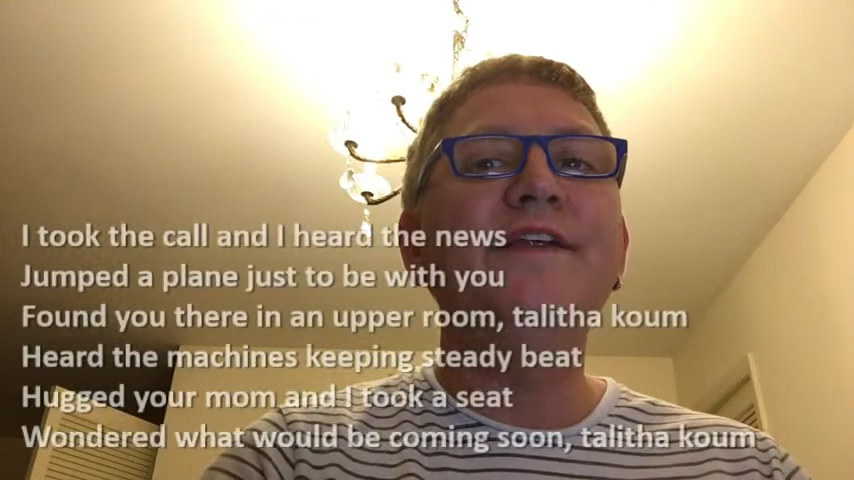 I took the call and I heard the news
Jumped a plane just to be with you
Found you there in an upper room, talitha koum
Heard the machines keeping steady beat
Hugged your mom and I took a seat
Wondered what would be coming soon, talitha koum